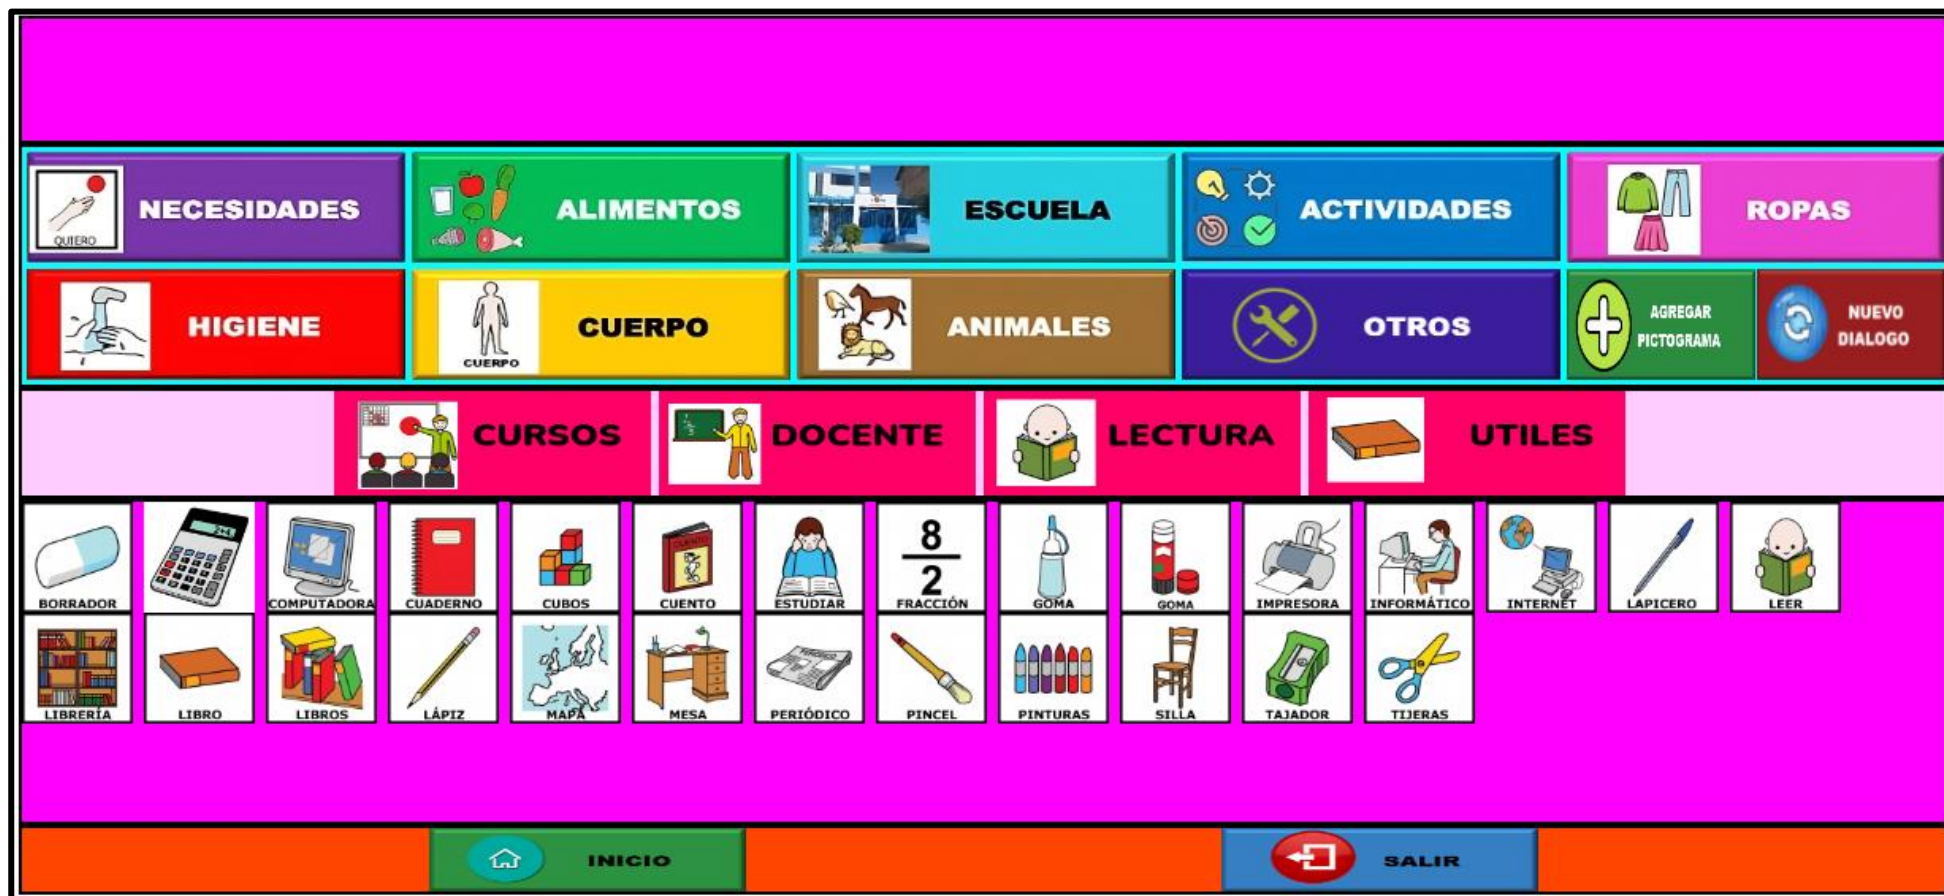 QUIERO
NECESIDADES
ALIMENTOS
ESCUELA
ACTIVIDADES
ROPAS
HIGIENE
CUERPO
CUERPO
ANIMALES
OTROS
AGREGAR
PICTOGRAMA
NUEVO
DIALOGO
CURSOS
DOCENTE
LECTURA
UTILES
CUENTO
8
2
BORRADOR
COMPUTADORA
CUADERNO
CUBOS
CUENTO
ESTUDIAR
FRACCIÓN
GOMA
GOMA
IMPRESORA
INFORMÁTICO
INTERNET
LAPICERO
LEER
LIBRERÍA
LIBRO
LIBROS
LÁPIZ
MAPA
MESA
PERIÓDICO
PINCEL
PINTURAS
SILLA
TAJADOR
TIJERAS
INICIO
SALIR